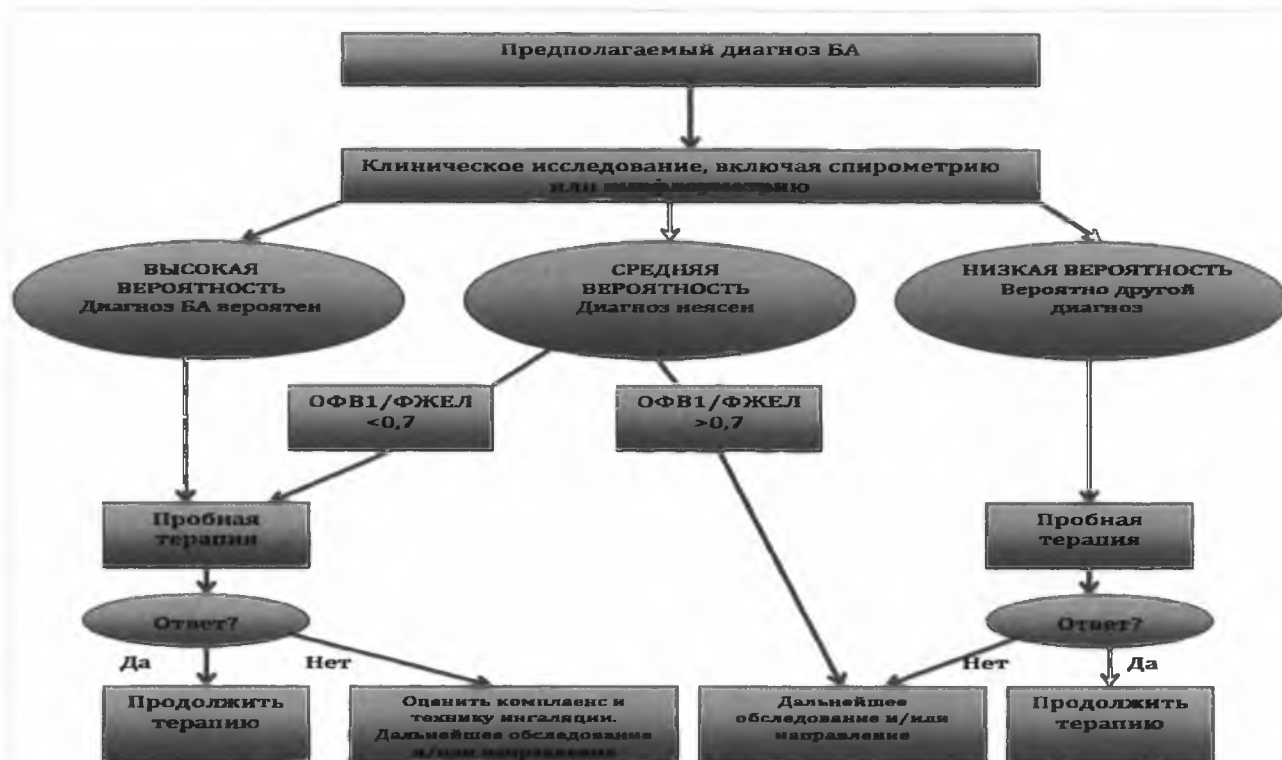 Предполагаемый диагноз БА
Клиническое исследование, включая спирометрию
или
ВЫСОКАЯ
ВЕРОЯТНОСТЬ
Диагноз БА вероятен
СРЕДНЯЯ
ВЕРОЯТНОСТЬ
Диагноз неясен
НИЗКАЯ ВЕРОЯТНОСТЬ
Вероятно другой
диагноз
ОФВ1/ФЖЕЛ
<0,7
ОФВ1/ФЖЕЛ
>0,7
Пробная
терапия
Пробная
терапия
Ответ?
Ответ?
Да
Нет
Нет
Да
Продолжить
терапию
Оценить комплаенс и
технику ингаляции.
Дальнейшее обследование
и/или направление
Дальнейшее
обследование и/или
направление
Продолжить
терапию